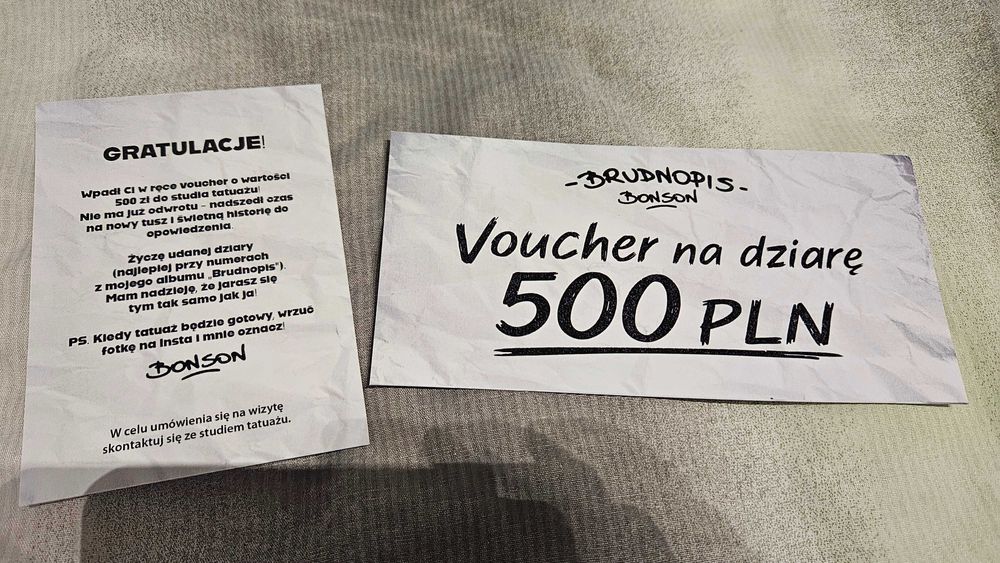 GRATULACJE!
Wpadł Ci w ręce voucher o wartości
500 zł do studia tatuażu!
Nie ma już odwrotu - nadszedł czas
na nowy tusz i świetną historię do
opowiedzenia.
Życzę udanej dziary
(najlepiej przy numerach
z mojego albumu „Brudnopis").
Mam nadzieję, że jarasz się
tym tak samo jak ja!
PS. Kiedy tatuaż będzie gotowy, wrzuć
fotkę na insta i mnie oznacz!
BONSON
W celu umówienia się na wizytę
skontaktuj się ze studiem tatuażu.
-BRUDNOPIS-
BONSON
Voucher na dziarę
500 PLN